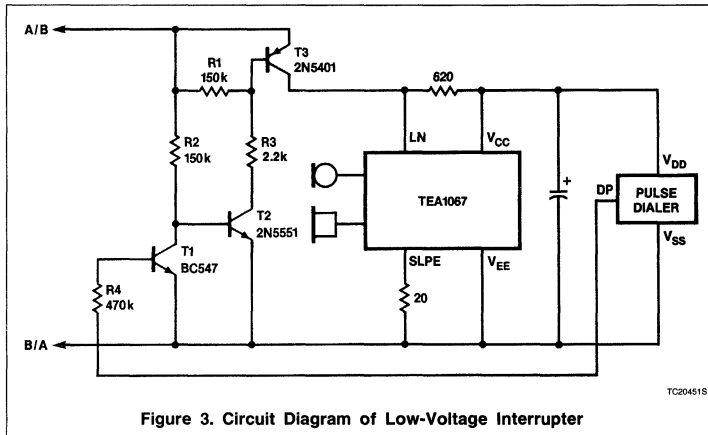 A/B
T3
2N5401
R1
150k
620
R2
150k
R3
2.2k
LN
VCC
VDD
DP
PULSE
DIALER
VSS
TEA1067
+
T2
2N5551
T1
BC547
SLPE
VEE
R4
470k
20
B/A
TC20451S
Figure 3. Circuit Diagram of Low-Voltage Interrupter